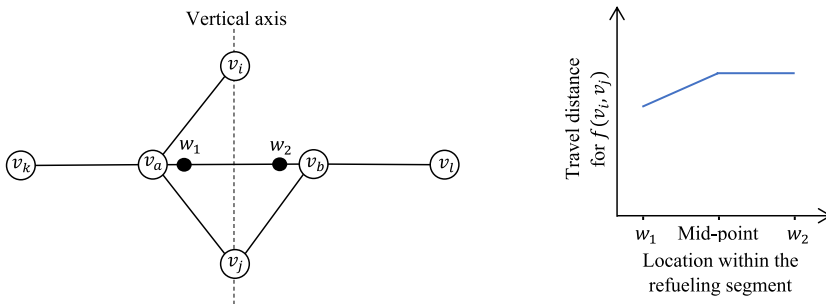 Vertical axis
v_i
v_k
v_a
w_1
w_2
v_b
v_l
v_j
Travel distance
for f (v_i, v_j)
w_1 Mid-point w_2
Location within the
refueling segment